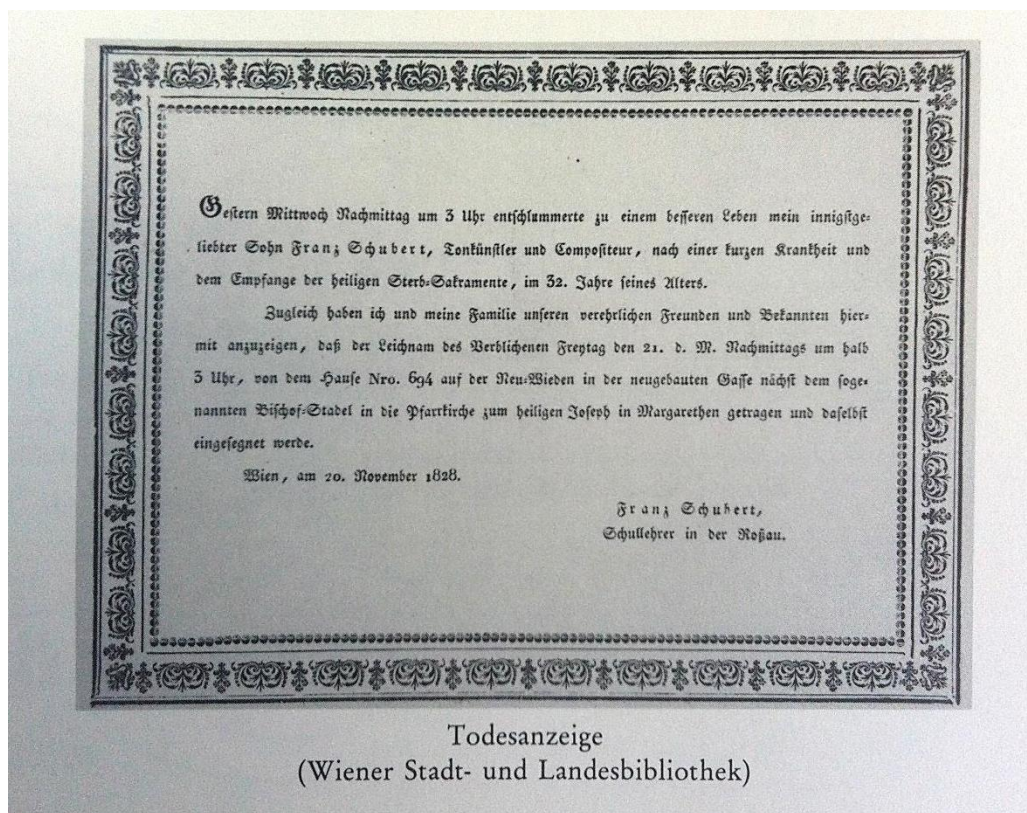 Gestern Mittwoch Nachmittag um 3 Uhr entschlummerte zu einem besseren Leben mein innigstge-
liebter Sohn Franz Schubert, Tonkünstler und Compositeur, nach einer kurzen Krankheit und
dem Empfange der heiligen Sterb-Sakramente, im 32. Jahre seines Alters.
Zugleich haben ich und meine Familie unseren verehrlichen Freunden und Bekannten hier-
mit anzuzeigen, daß der Leichnam des Verblichenen Freytag den 21. d. M. Nachmittags um halb
3 Uhr, von dem Hause Nro. 694 auf der Neu-Wieden in der neugebauten Gasse nächst dem soge-
nannten Bischof-Stadel in die Pfarrkirche zum heiligen Joseph in Margarethen getragen und daselbst
eingesegnet werde.
Wien, am 20. November 1828.
Franz Schubert,
Schullehrer in der Roßau.
Todesanzeige
(Wiener Stadt- und Landesbibliothek)